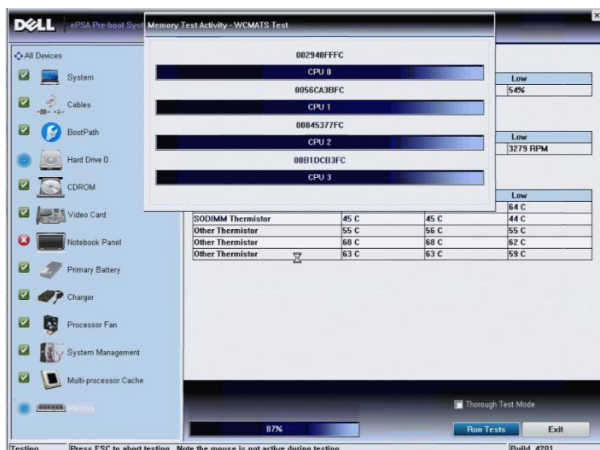 DELL
ePSA Pre-boot Syst
Memory Test Activity - WCMATS Test
002940FFFC
CPU 0
0056CA3BFC
CPU 1
00845377FC
CPU 2
00B1DCB3FC
CPU 3
All Devices
System
Cables
BootPath
Hard Drive 0
CDROM
Video Card
Notebook Panel
Primary Battery
Charger
Processor Fan
System Management
Multi-processor Cache
Memory
Low
54%
Low
3279 RPM
Low
64 C
SODIMM Thermistor 45 C 45 C 44 C
Other Thermistor 55 C 56 C 55 C
Other Thermistor 68 C 68 C 62 C
Other Thermistor 63 C 63 C 59 C
Thorough Test Mode
87%
Run Tests
Exit
Testing Press ESC to abort testing. Note the mouse is not active during testing. Build 4201